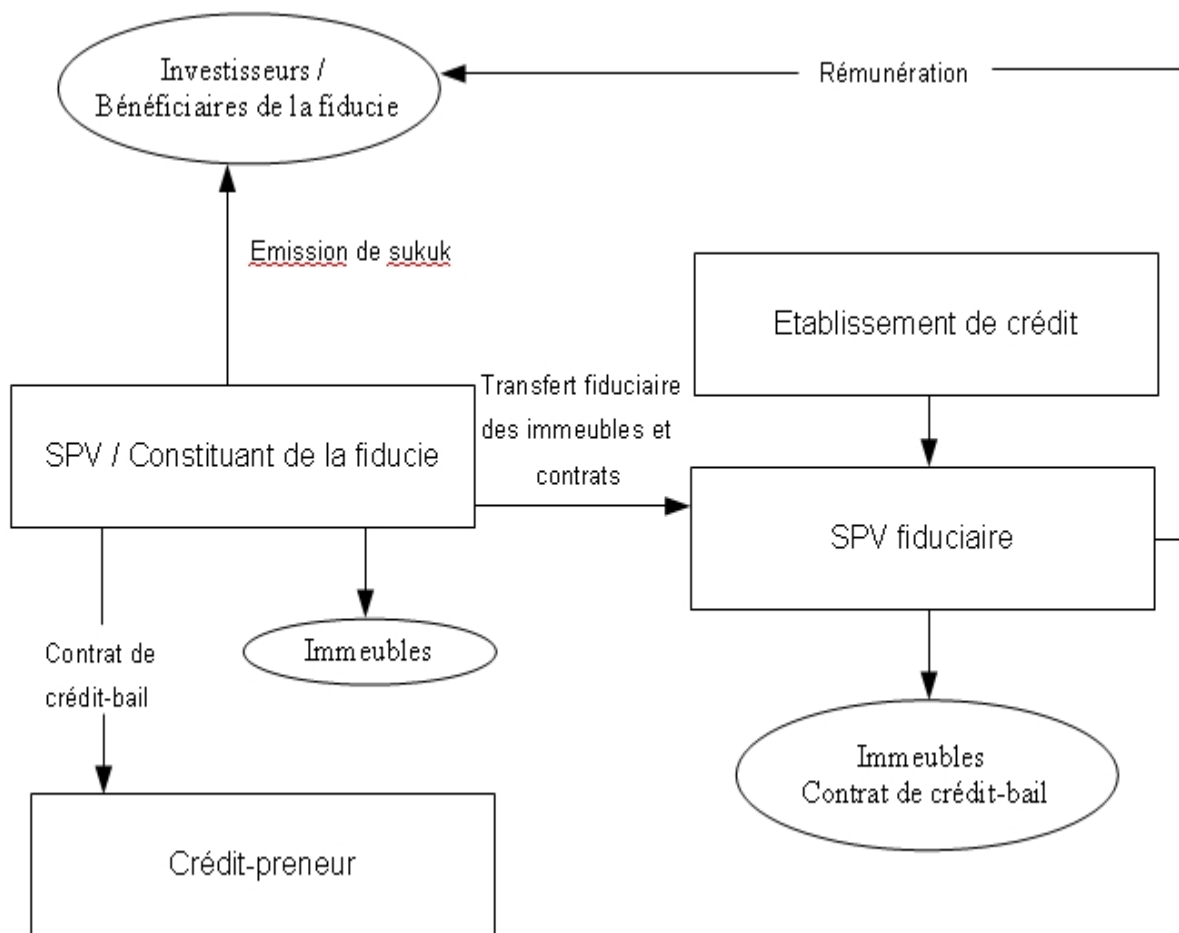 Investisseurs /
Bénéficiaires de la fiducie
Rémunération
Emission de sukuk
Etablissement de crédit
Transfert fiduciaire
des immeubles et
contrats
SPV / Constituant de la fiducie
SPV fiduciaire
Contrat de
crédit-bail
Immeubles
Immeubles
Contrat de crédit-bail
Crédit-preneur